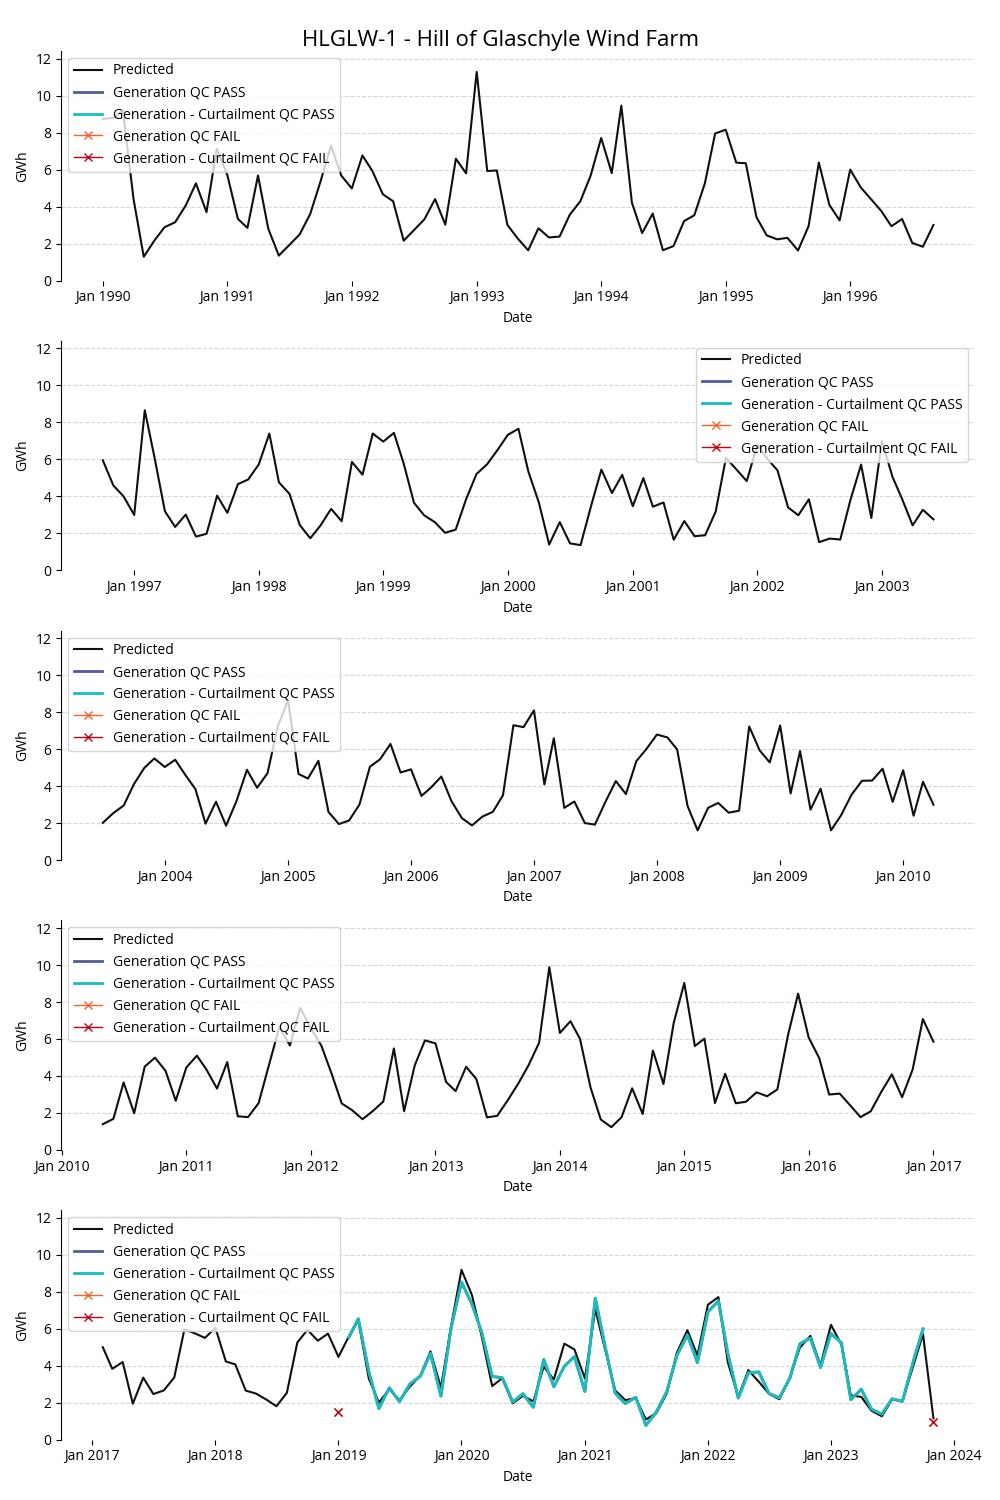 HLGLW-1 - Hill of Glaschyle Wind Farm
12
10
8
6
4
2
0
GWh
Predicted
Generation QC PASS
Generation - Curtailment QC PASS
Generation QC FAIL
Generation - Curtailment QC FAIL
Jan 1990 Jan 1991 Jan 1992 Jan 1993 Jan 1994 Jan 1995 Jan 1996
Date
12
10
8
6
4
2
0
GWh
Predicted
Generation QC PASS
Generation - Curtailment QC PASS
Generation QC FAIL
Generation - Curtailment QC FAIL
Jan 1997 Jan 1998 Jan 1999 Jan 2000 Jan 2001 Jan 2002 Jan 2003
Date
12
10
8
6
4
2
0
GWh
Predicted
Generation QC PASS
Generation - Curtailment QC PASS
Generation QC FAIL
Generation - Curtailment QC FAIL
Jan 2004 Jan 2005 Jan 2006 Jan 2007 Jan 2008 Jan 2009 Jan 2010
Date
12
10
8
6
4
2
0
GWh
Predicted
Generation QC PASS
Generation - Curtailment QC PASS
Generation QC FAIL
Generation - Curtailment QC FAIL
Jan 2010 Jan 2011 Jan 2012 Jan 2013 Jan 2014 Jan 2015 Jan 2016 Jan 2017
Date
12
10
8
6
4
2
0
GWh
Predicted
Generation QC PASS
Generation - Curtailment QC PASS
Generation QC FAIL
Generation - Curtailment QC FAIL
Jan 2017 Jan 2018 Jan 2019 Jan 2020 Jan 2021 Jan 2022 Jan 2023 Jan 2024
Date